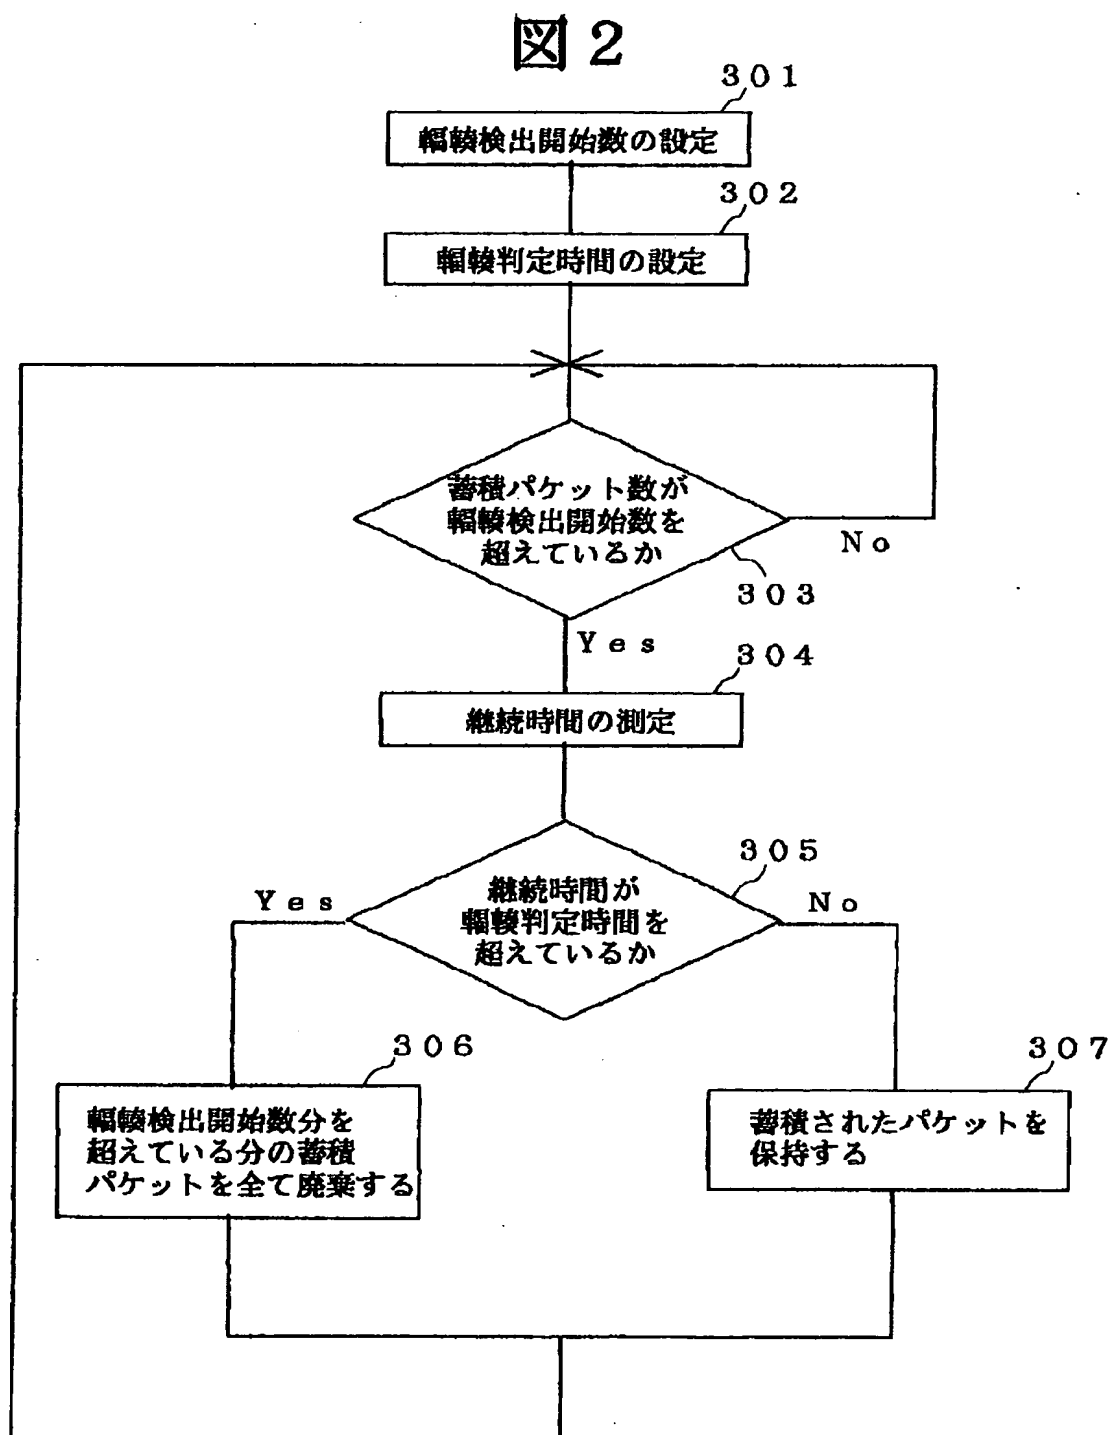 図2
301
輻輳検出開始数の設定
302
輻輳判定時間の設定
蓄積パケット数が
輻輳検出開始数を
超えているか
No
303
Yes
304
継続時間の測定
305
継続時間が
輻輳判定時間を
超えているか
Yes
No
306
輻輳検出開始数分を
超えている分の蓄積
パケットを全て廃棄する
307
蓄積されたパケットを
保持する